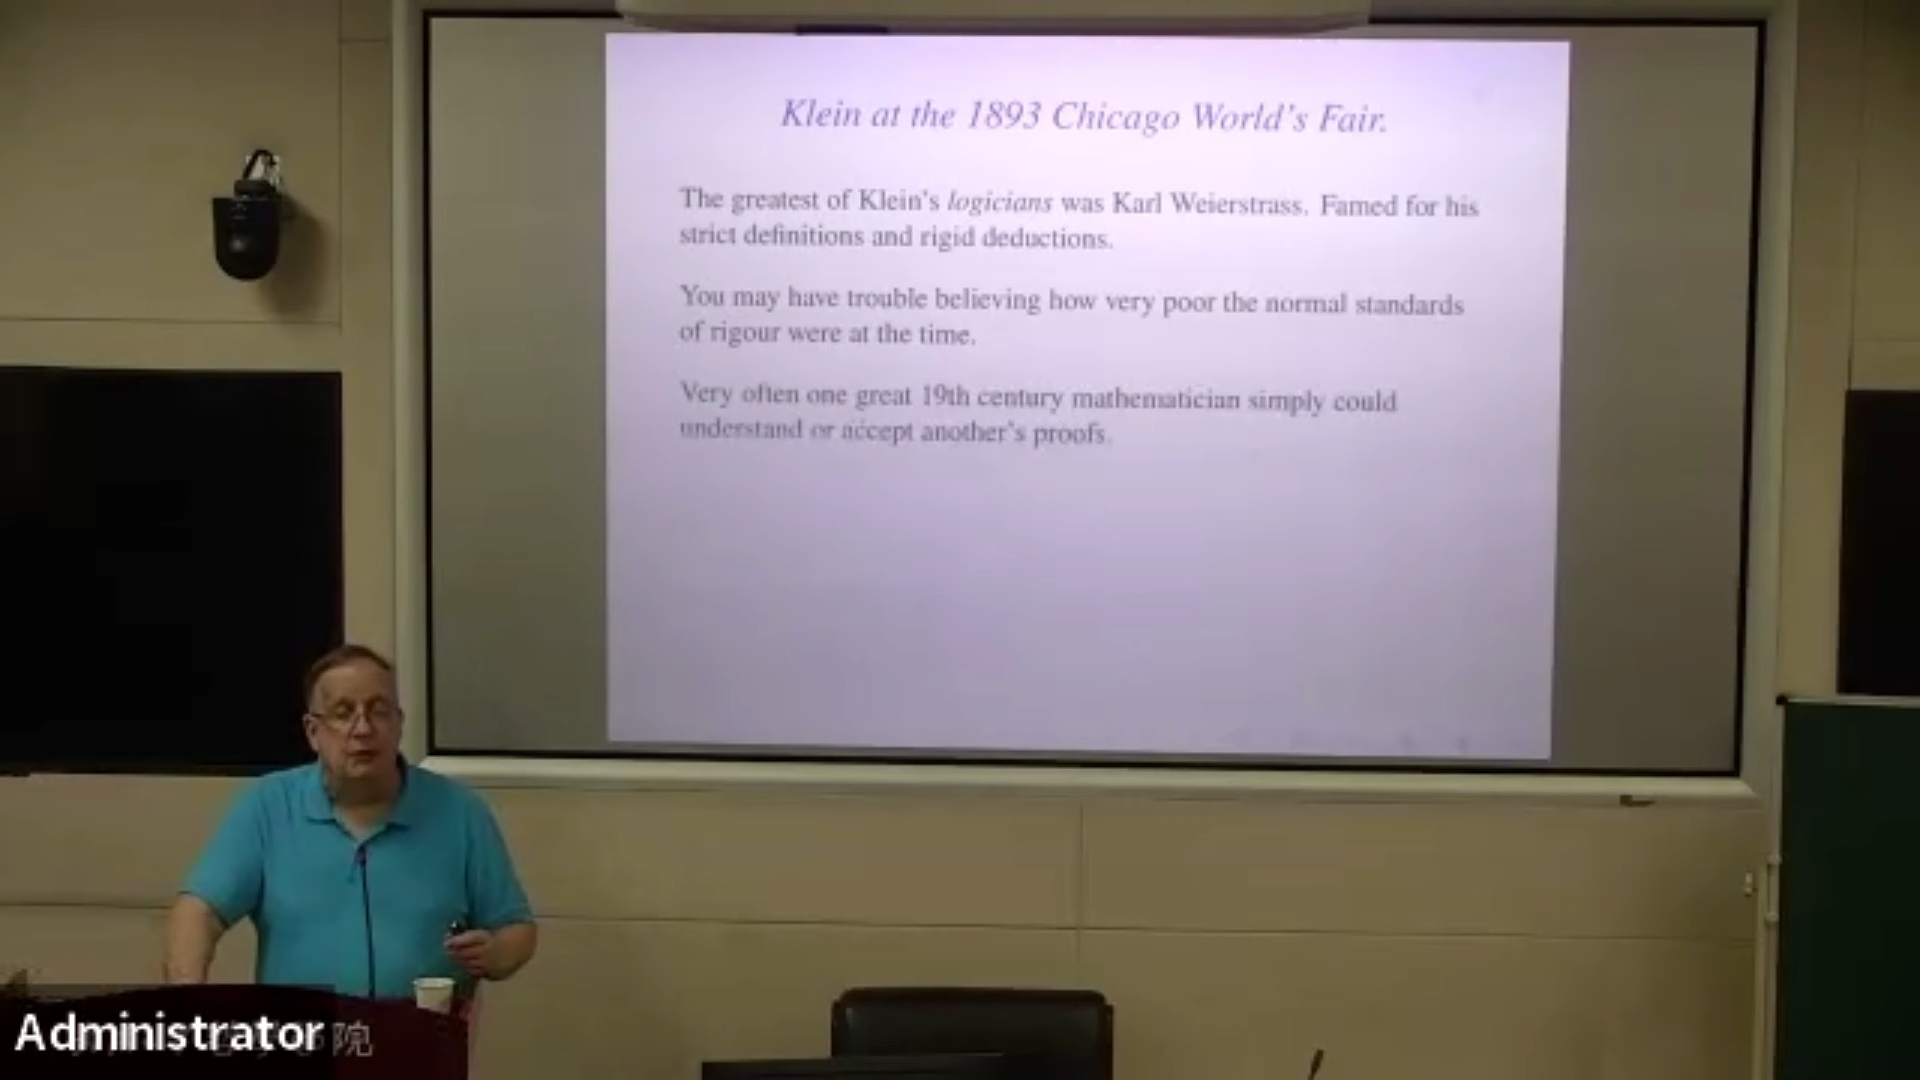 Klein at the 1893 Chicago World's Fair.
The greatest of Klein's logicians was Karl Weierstrass. Famed for his
strict definitions and rigid deductions.
You may have trouble believing how very poor the normal standards
of rigour were at the time.
Very often one great 19th century mathematician simply could
understand or accept another's proofs.
Administrator
院